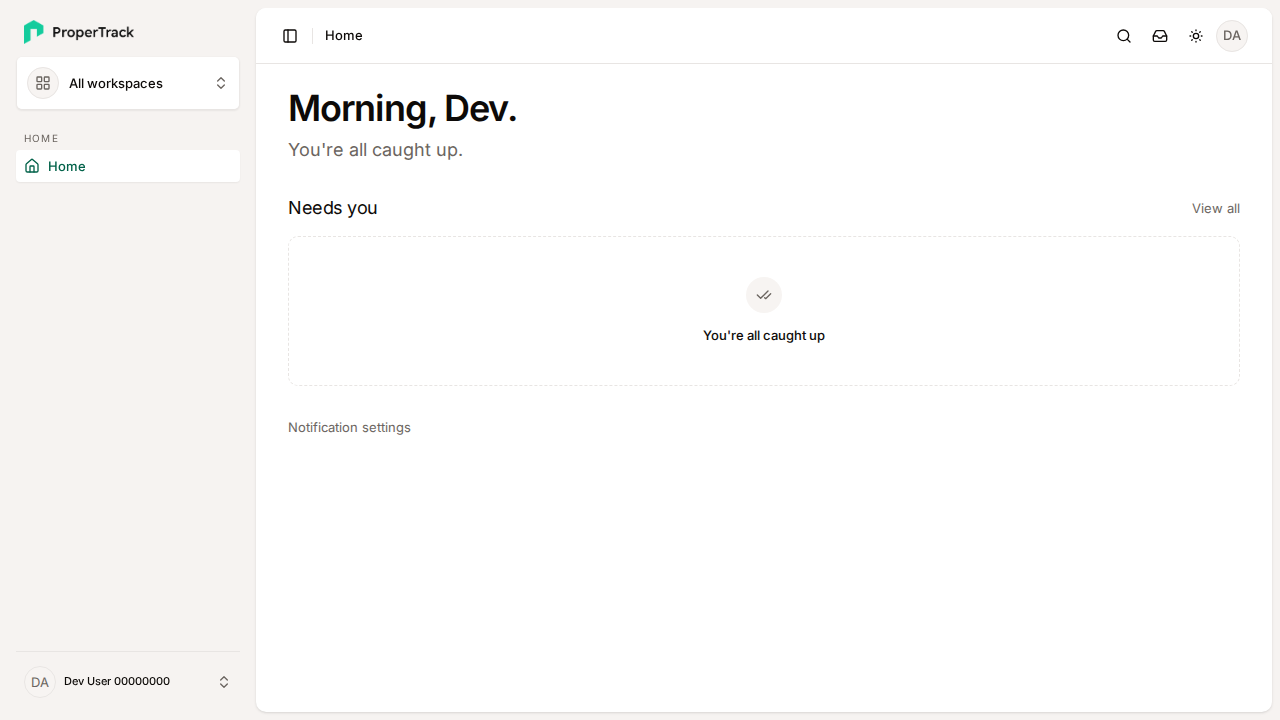 ProperTrack
All workspaces
HOME
Home
DA
Dev User 00000000
Home
DA
Morning, Dev.
You're all caught up.
Needs you
View all
You're all caught up
Notification settings